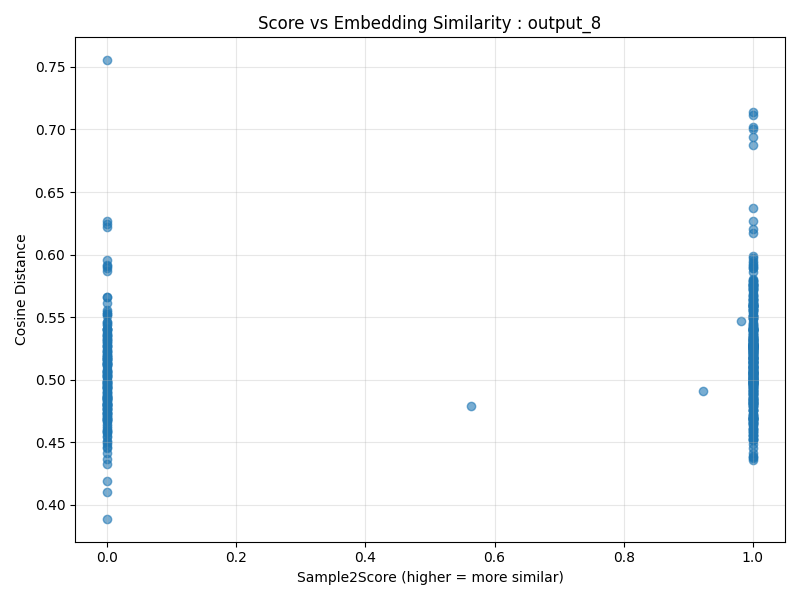 Score vs Embedding Similarity : output_8
Cosine Distance
0.75
0.70
0.65
0.60
0.55
0.50
0.45
0.40
0.0 0.2 0.4 0.6 0.8 1.0
Sample2Score (higher = more similar)